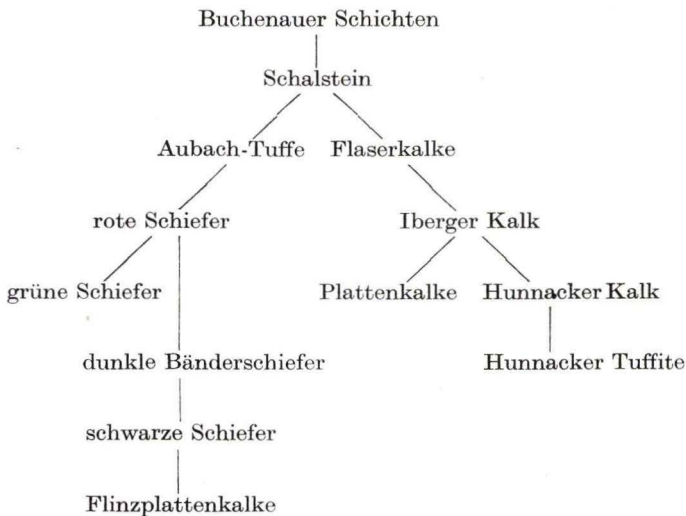 Buchenauer Schichten
Schalstein
Aubach-Tuffe Flaserkalke
rote Schiefer Iberger Kalk
grüne Schiefer Plattenkalke Hunnacker Kalk
dunkle Bänderschiefer Hunnacker Tuffite
schwarze Schiefer
Flinzplattenkalke